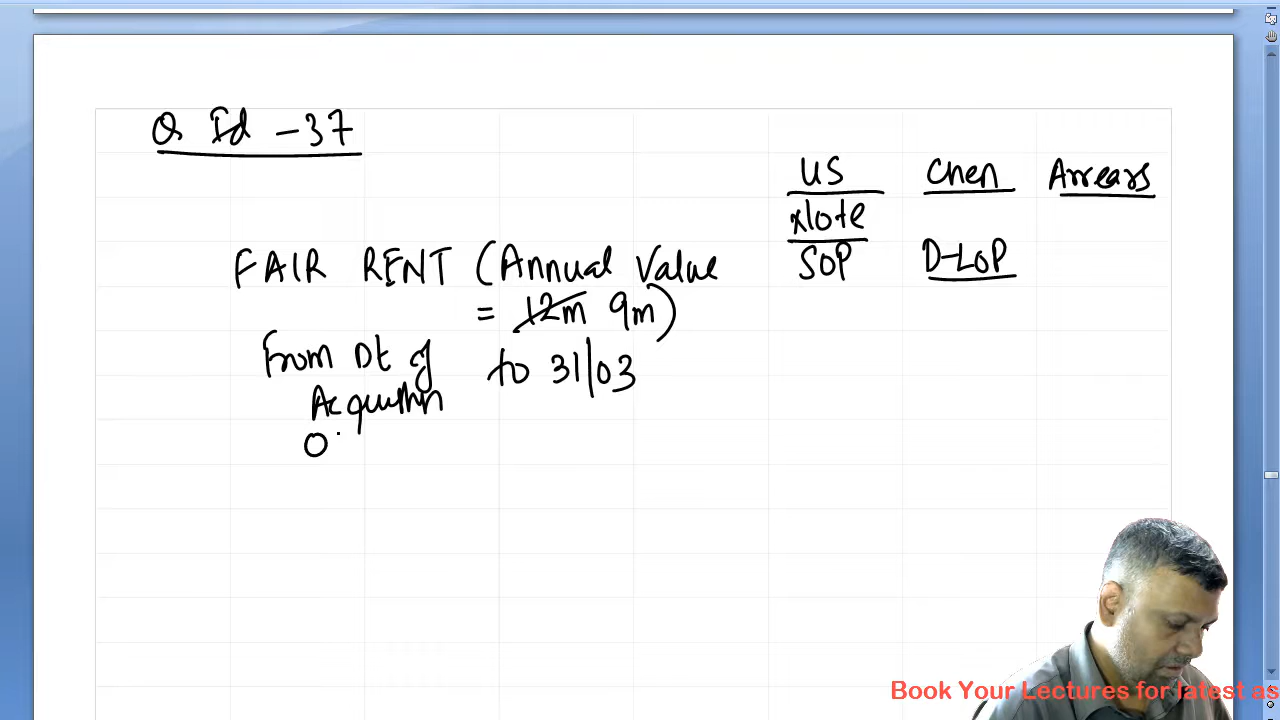 Q Id - 37
US Chen Arrears
xlote
FAIR RENT (Annual Value
SOP D-LOP
= 12m 9m)
From Dt of to 31/03
O
Book Your Lectures for latest as